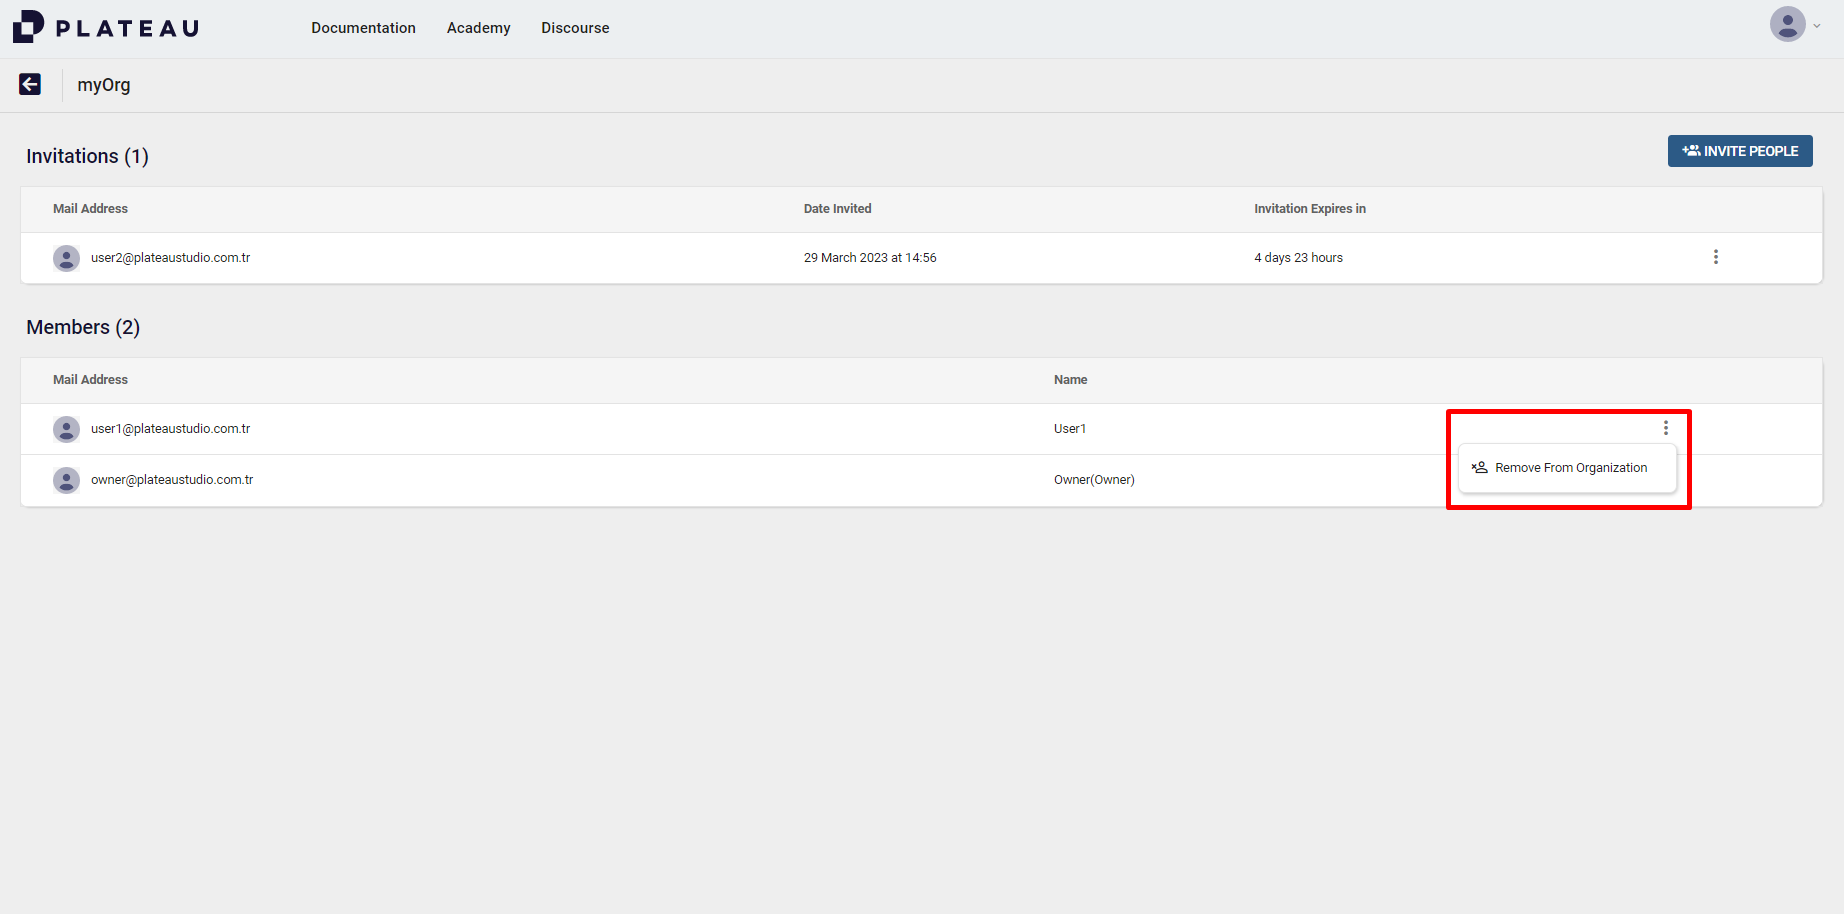 PLATEAU
Documentation Academy Discourse
myOrg
Invitations (1)
INVITE PEOPLE
Mail Address Date Invited Invitation Expires in
user2@plateaustudio.com.tr 29 March 2023 at 14:56 4 days 23 hours
Members (2)
Mail Address Name
user1@plateaustudio.com.tr User1
Remove From Organization
owner@plateaustudio.com.tr Owner(Owner)